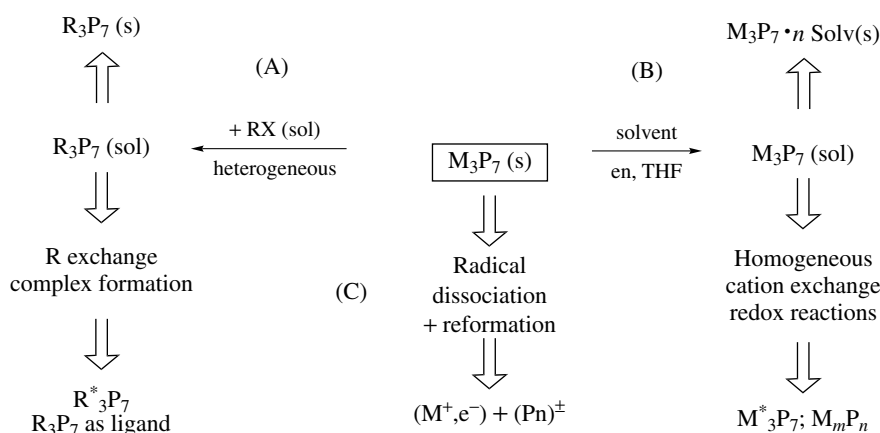 R₃P₇ (s)
(A)
R₃P₇ (sol)
+ RX (sol)
heterogeneous
R exchange
complex formation
R*₃P₇
R₃P₇ as ligand
M₃P₇ (s)
(C)
Radical
dissociation
+ reformation
(M⁺,e⁻) + (Pn)±
M₃P₇ •n Solv(s)
(B)
solvent
en, THF
M₃P₇ (sol)
Homogeneous
cation exchange
redox reactions
M*₃P₇; MₘPₙ